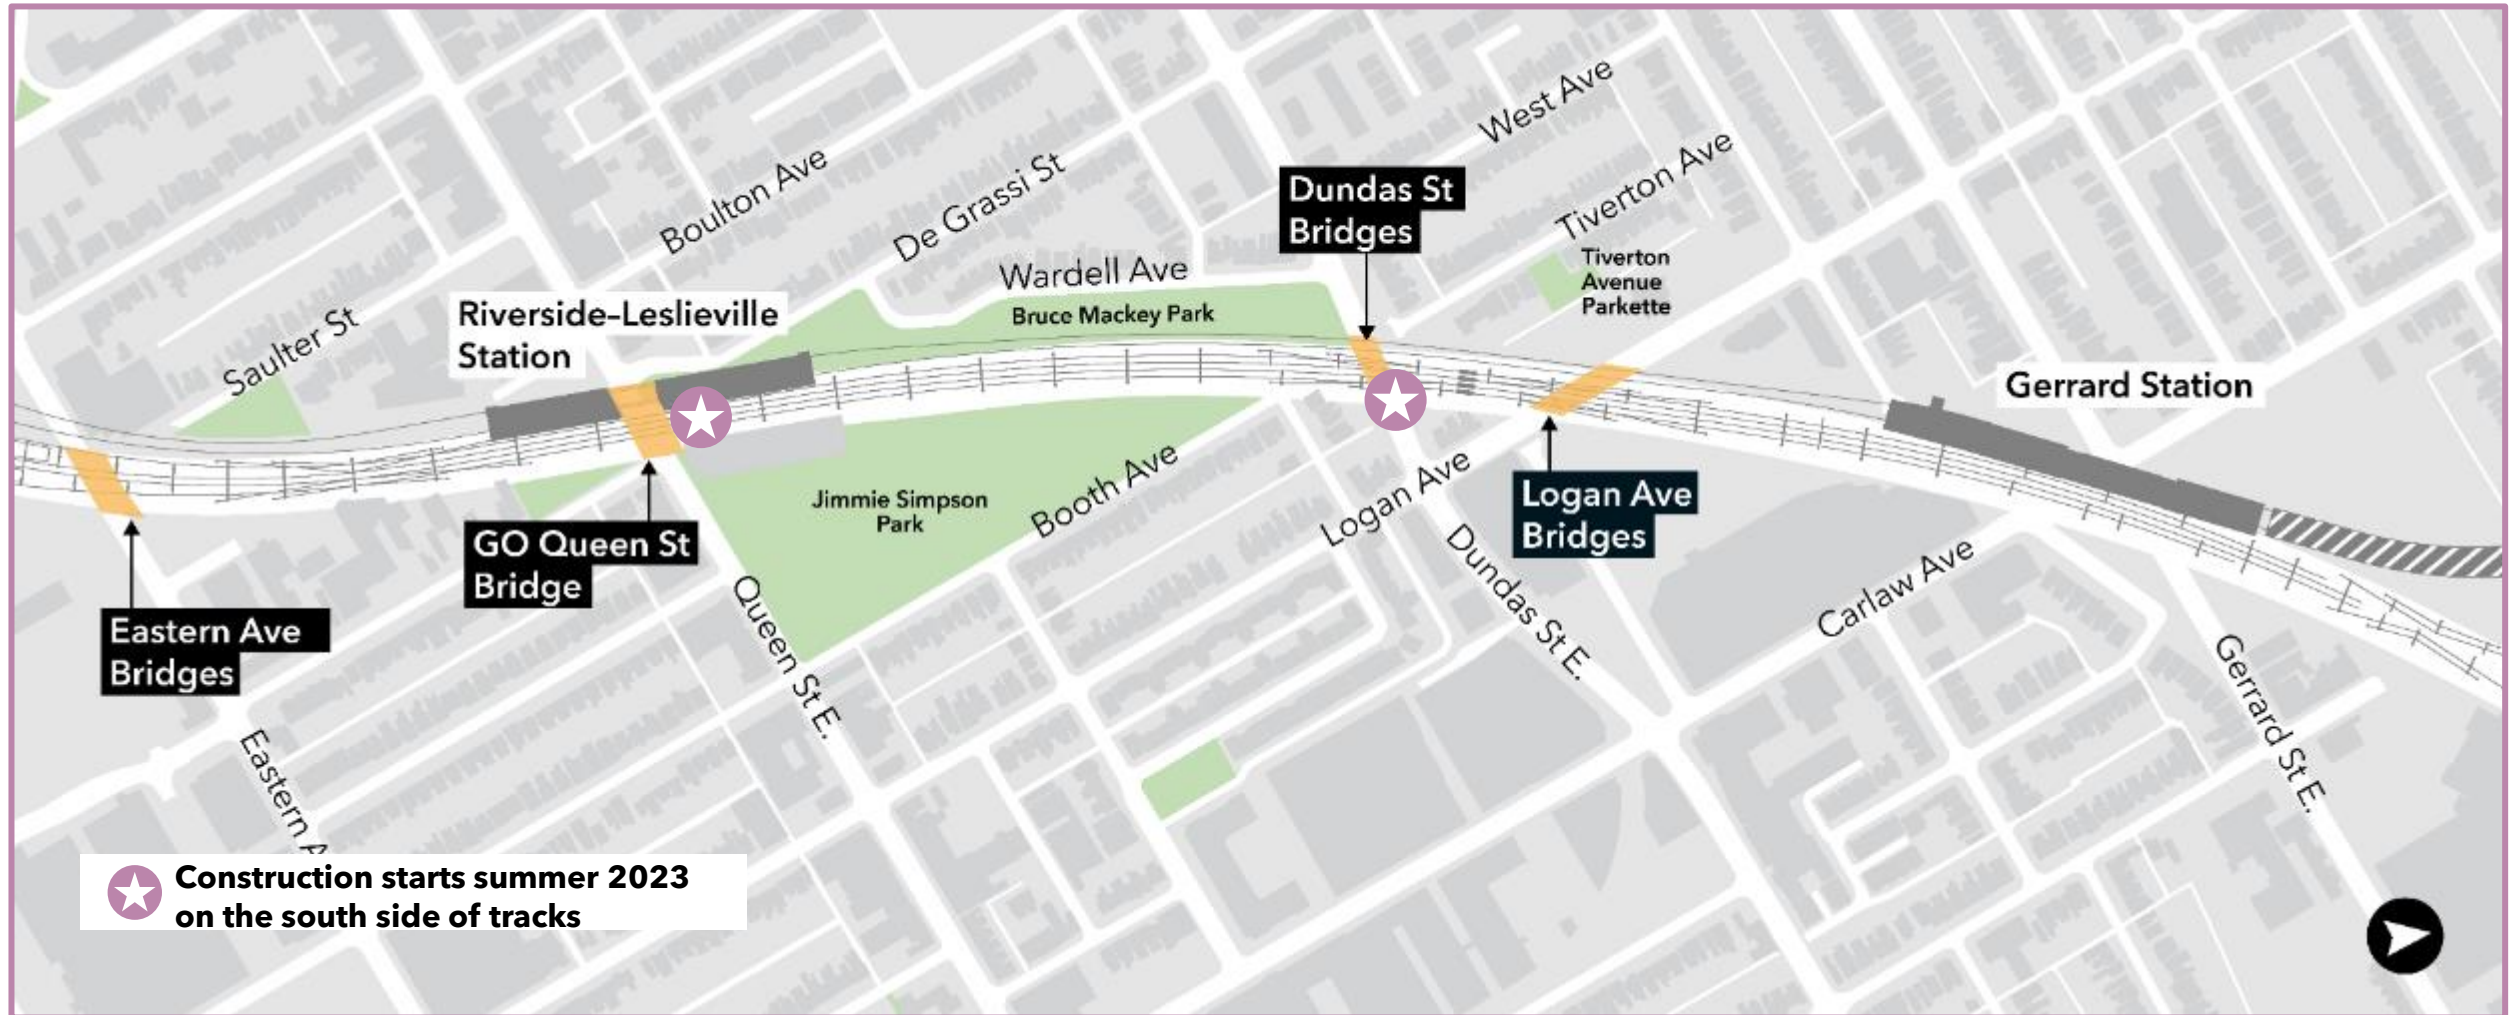 West Ave
Boulton Ave
De Grassi St
Tiverton Ave
Dundas St
Bridges
Wardell Ave
Bruce Mackey Park
Tiverton
Avenue
Parkette
Saulter St
Riverside–Leslieville
Station
Gerrard Station
Jimmie Simpson
Park
Booth Ave
Logan Ave
Logan Ave
Bridges
GO Queen St
Bridge
Eastern Ave
Bridges
Queen St E.
Dundas St E.
Carlaw Ave
Gerrard St E.
Eastern A
Construction starts summer 2023
on the south side of tracks